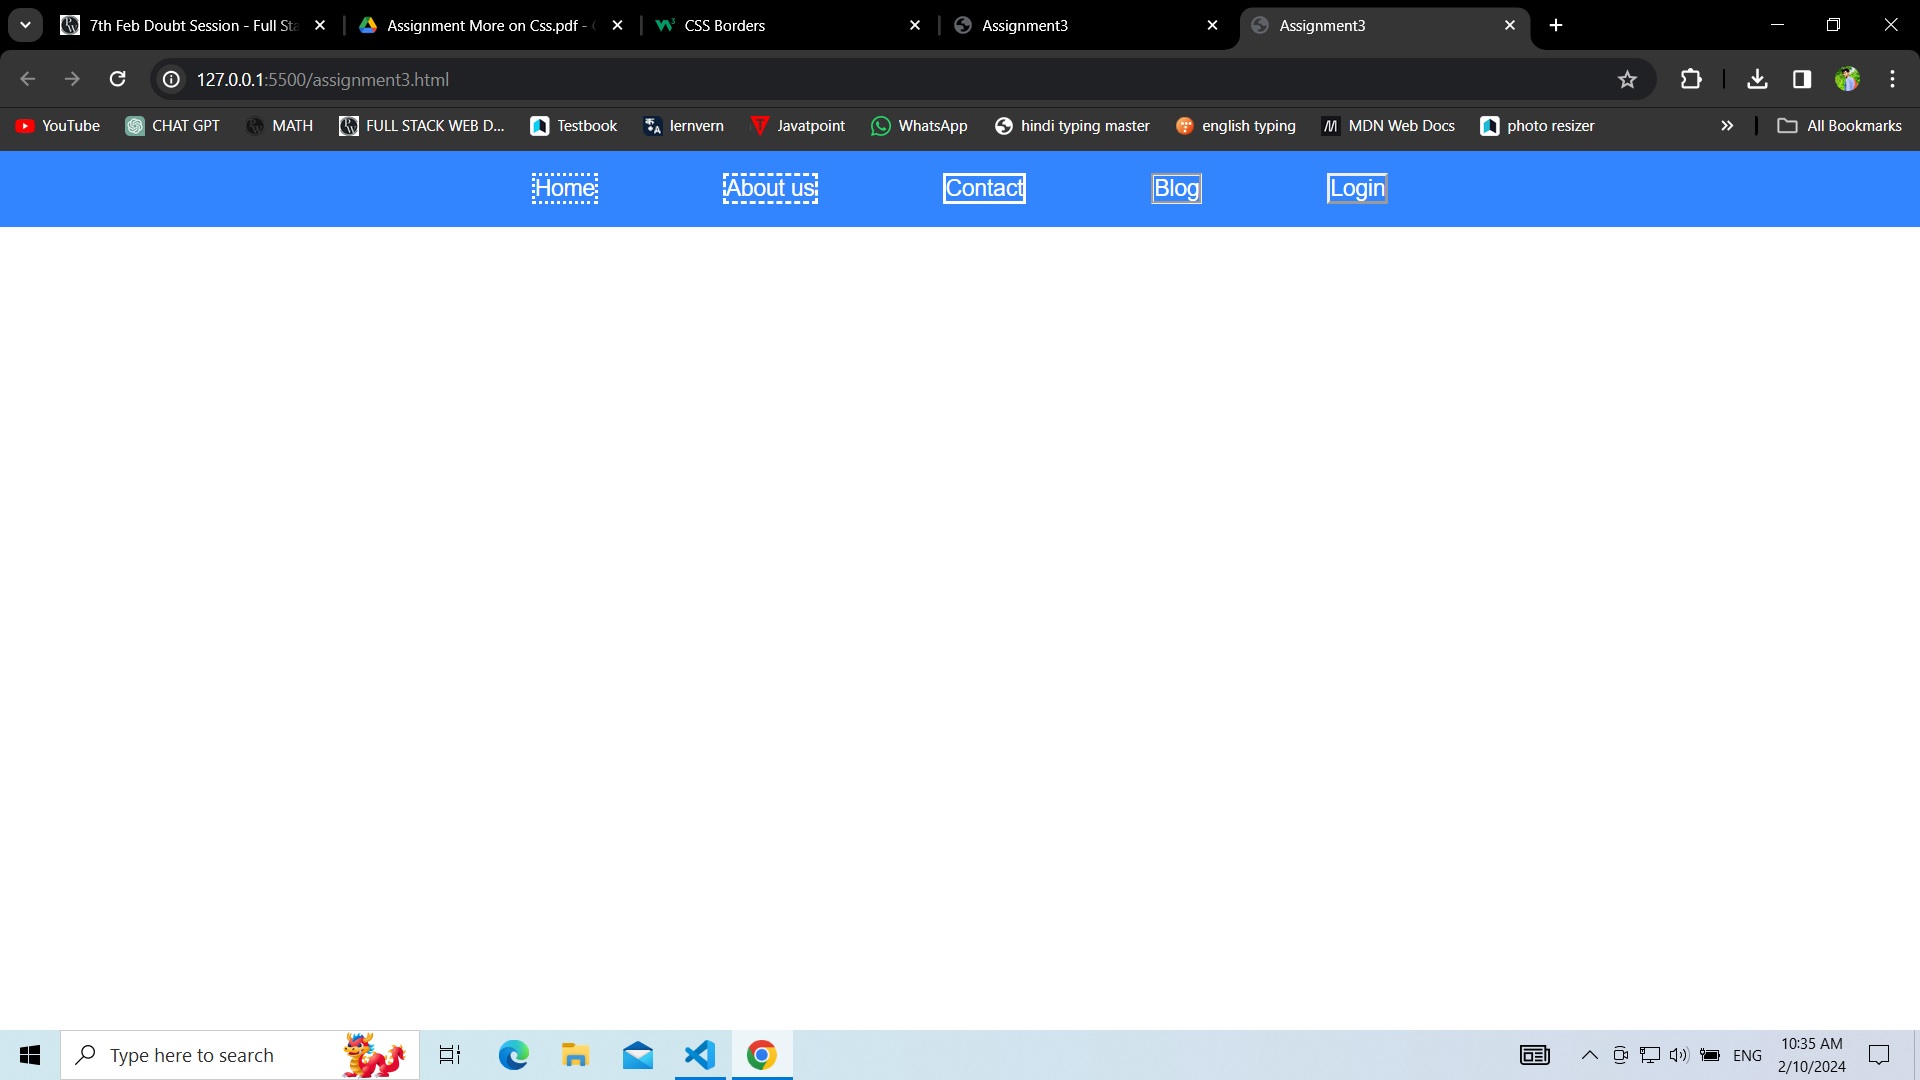 7th Feb Doubt Session - Full Sta
Assignment More on Css.pdf -
CSS Borders
Assignment3
Assignment3
127.0.0.1:5500/assignment3.html
YouTube
CHAT GPT
MATH
FULL STACK WEB D...
Testbook
lernvern
Javatpoint
WhatsApp
hindi typing master
english typing
MDN Web Docs
photo resizer
All Bookmarks
Home
About us
Contact
Blog
Login
Type here to search
ENG
10:35 AM
2/10/2024